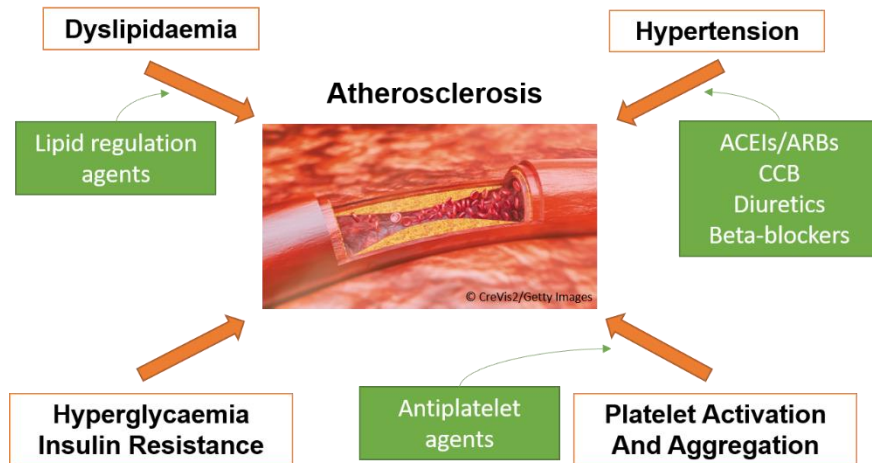 Dyslipidaemia
Hypertension
Atherosclerosis
Lipid regulation
agents
ACEIs/ARBs
CCB
Diuretics
Beta-blockers
© CreVis2/Getty Images
Hyperglycaemia
Insulin Resistance
Antiplatelet
agents
Platelet Activation
And Aggregation